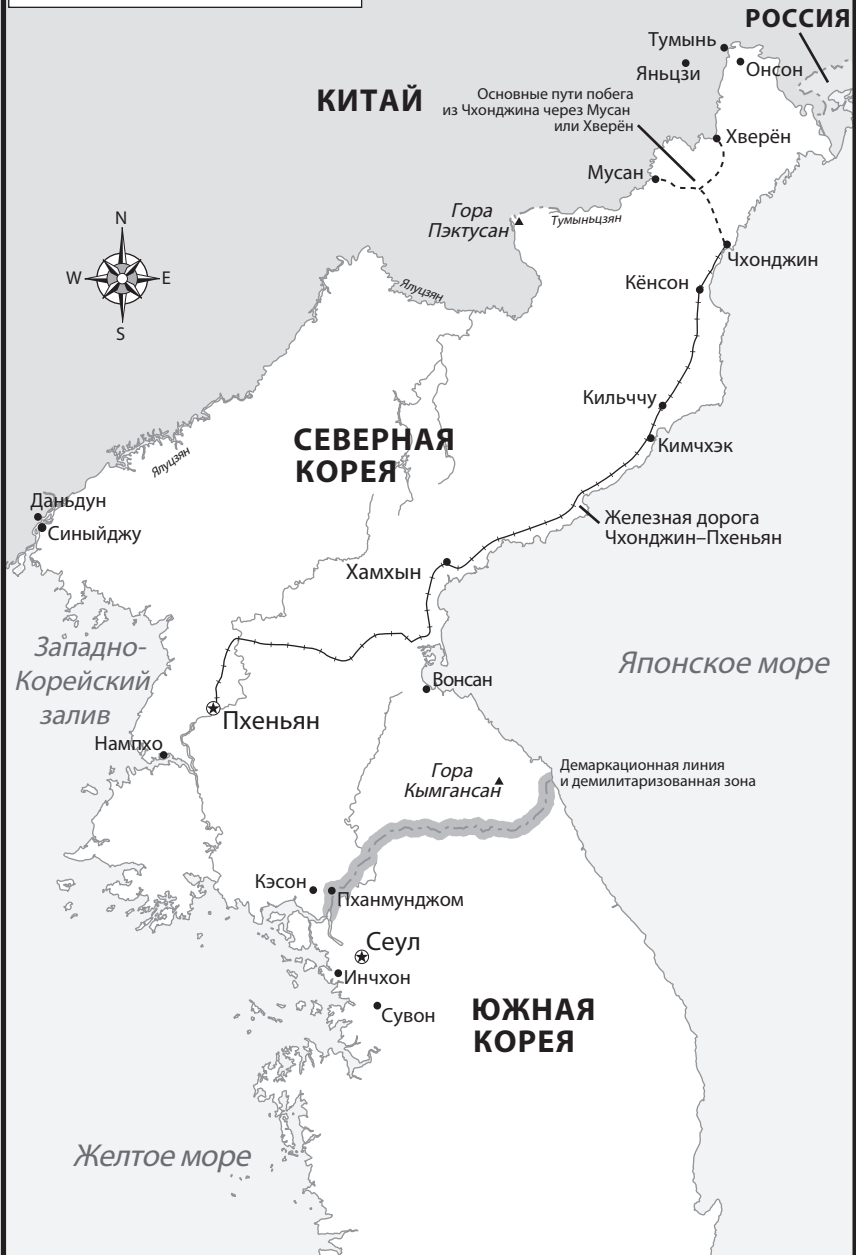 РОССИЯ
Тумынь
Яньцзи
Онсон
КИТАЙ
Основные пути побега
из Чхонджина через Мусан
или Хверён
Хверён
Мусан
Гора
Пэктусан
Тумыньцзян
N
W
E
S
Чхонджин
Ялуцзян
Кёнсон
Кильччу
СЕВЕРНАЯ
КОРЕЯ
Кимчхэк
Ялуцзян
Даньдун
Синыйджу
Железная дорога
Чхонджин–Пхеньян
Хамхын
Западно-
Корейский
залив
Японское море
Вонсан
Пхеньян
Нампхо
Гора
Кымгансан
Демаркационная линия
и демилитаризованная зона
Кэсон
Пханмунджом
Сеул
Инчхон
Сувон
ЮЖНАЯ
КОРЕЯ
Желтое море